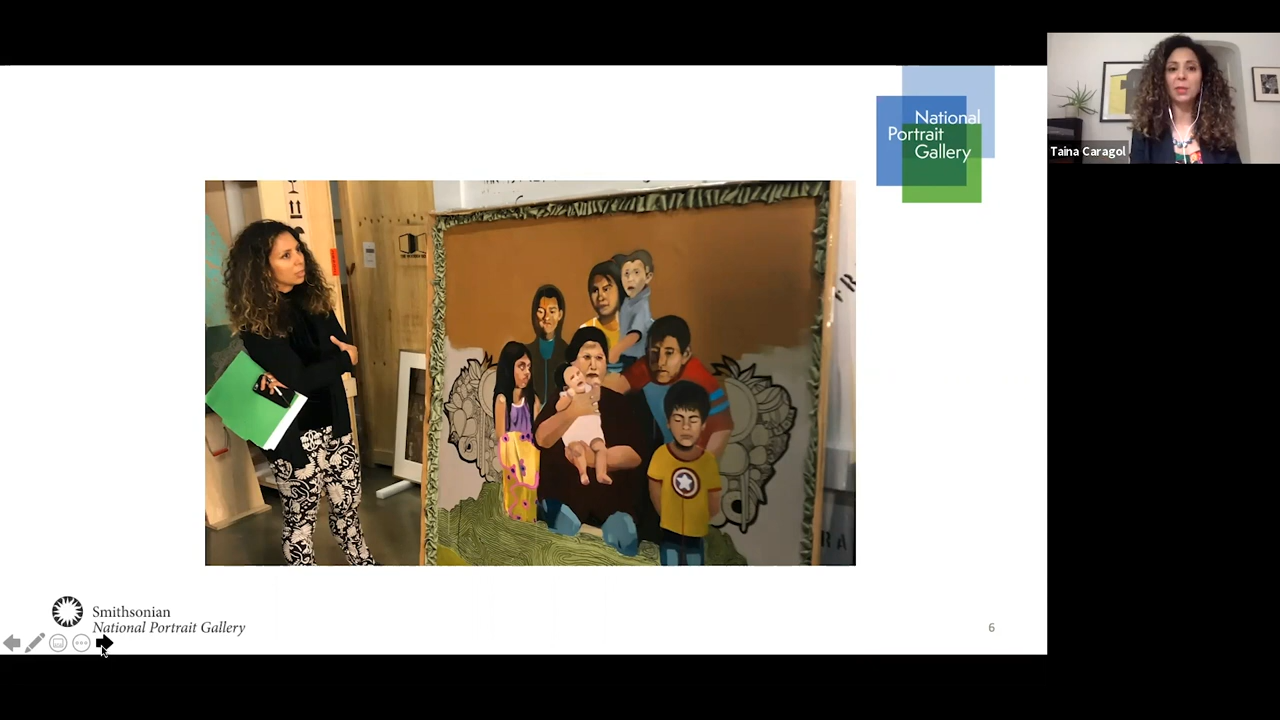 National
Portrait
Gallery
Taína Caragol
Smithsonian
National Portrait Gallery
6